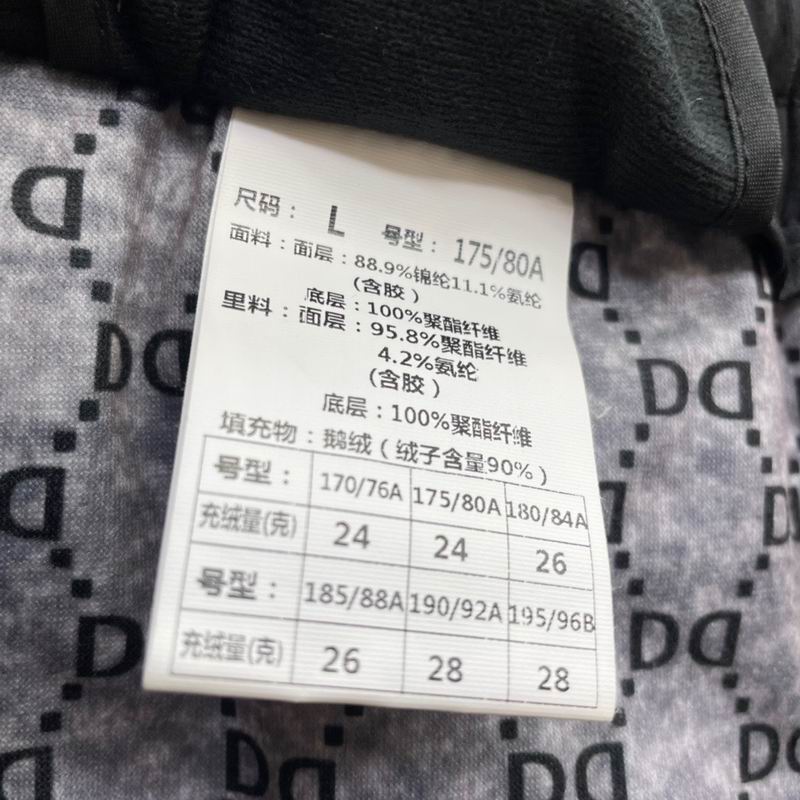 尺码： L 号型：175/80A
面料：面层：88.9%锦纶11.1%氨纶
(含胶)
底层：100%聚酯纤维
里料：面层：95.8%聚酯纤维
4.2%氨纶
(含胶)
底层：100%聚酯纤维
填充物：鹅绒（绒子含量90%）
号型： 170/76A 175/80A 180/84A
充绒量(克) 24 24 26
号型： 185/88A 190/92A 195/96B
充绒量(克) 26 28 28